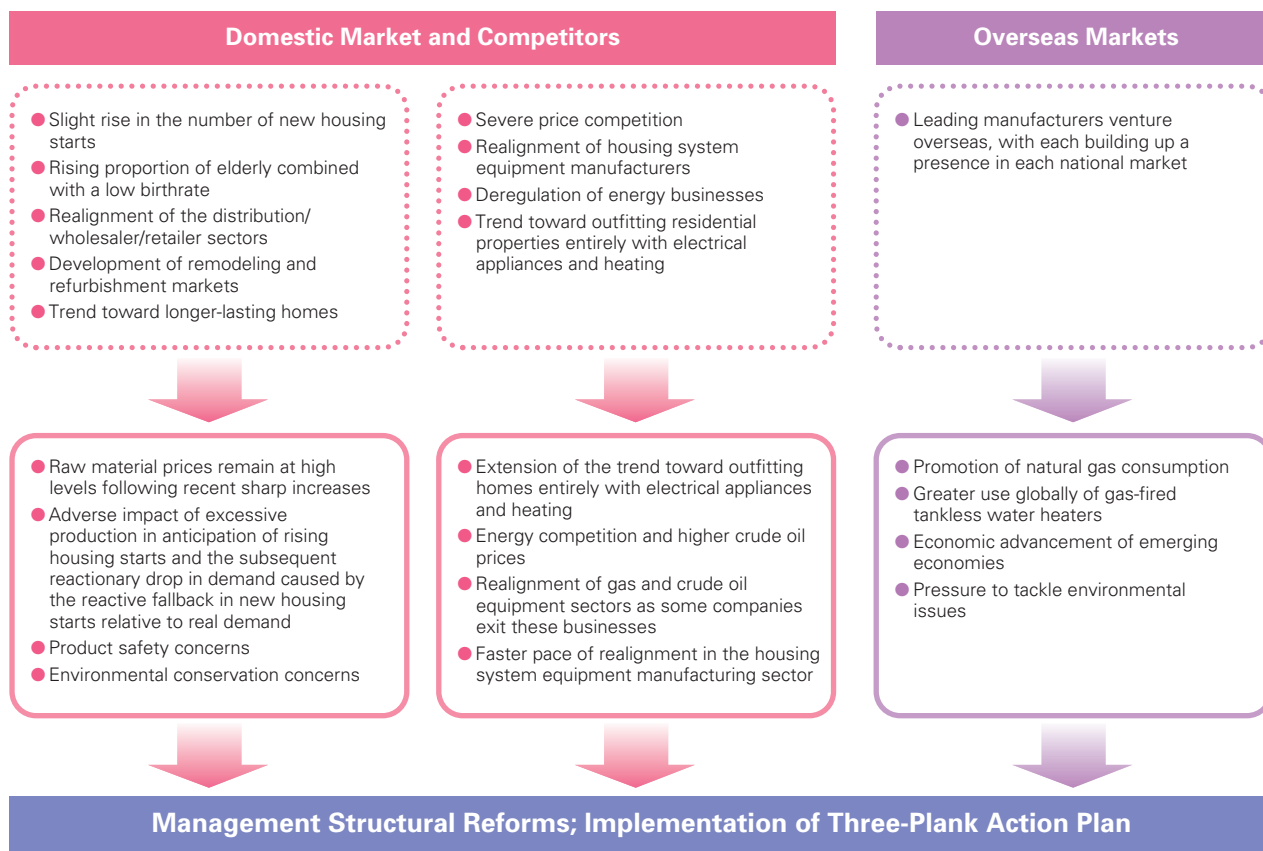 Domestic Market and Competitors
Overseas Markets
● Slight rise in the number of new housing
starts
● Rising proportion of elderly combined
with a low birthrate
● Realignment of the distribution/
wholesaler/retailer sectors
● Development of remodeling and
refurbishment markets
● Trend toward longer-lasting homes
● Severe price competition
● Realignment of housing system
equipment manufacturers
● Deregulation of energy businesses
● Trend toward outfitting residential
properties entirely with electrical
appliances and heating
● Leading manufacturers venture
overseas, with each building up a
presence in each national market
● Raw material prices remain at high
levels following recent sharp increases
● Adverse impact of excessive
production in anticipation of rising
housing starts and the subsequent
reactionary drop in demand caused by
the reactive fallback in new housing
starts relative to real demand
● Product safety concerns
● Environmental conservation concerns
● Extension of the trend toward outfitting
homes entirely with electrical appliances
and heating
● Energy competition and higher crude oil
prices
● Realignment of gas and crude oil
equipment sectors as some companies
exit these businesses
● Faster pace of realignment in the housing
system equipment manufacturing sector
● Promotion of natural gas consumption
● Greater use globally of gas-fired
tankless water heaters
● Economic advancement of emerging
economies
● Pressure to tackle environmental
issues
Management Structural Reforms; Implementation of Three-Plank Action Plan